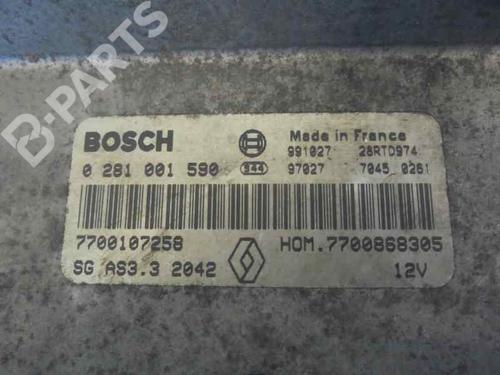 B-PARTS
BOSCH
Made in France
991027 28RTD974
0 281 001 590 944 97027 7045 0261
7700107258 HOM.7700868305
SG AS3.3 2042 12V